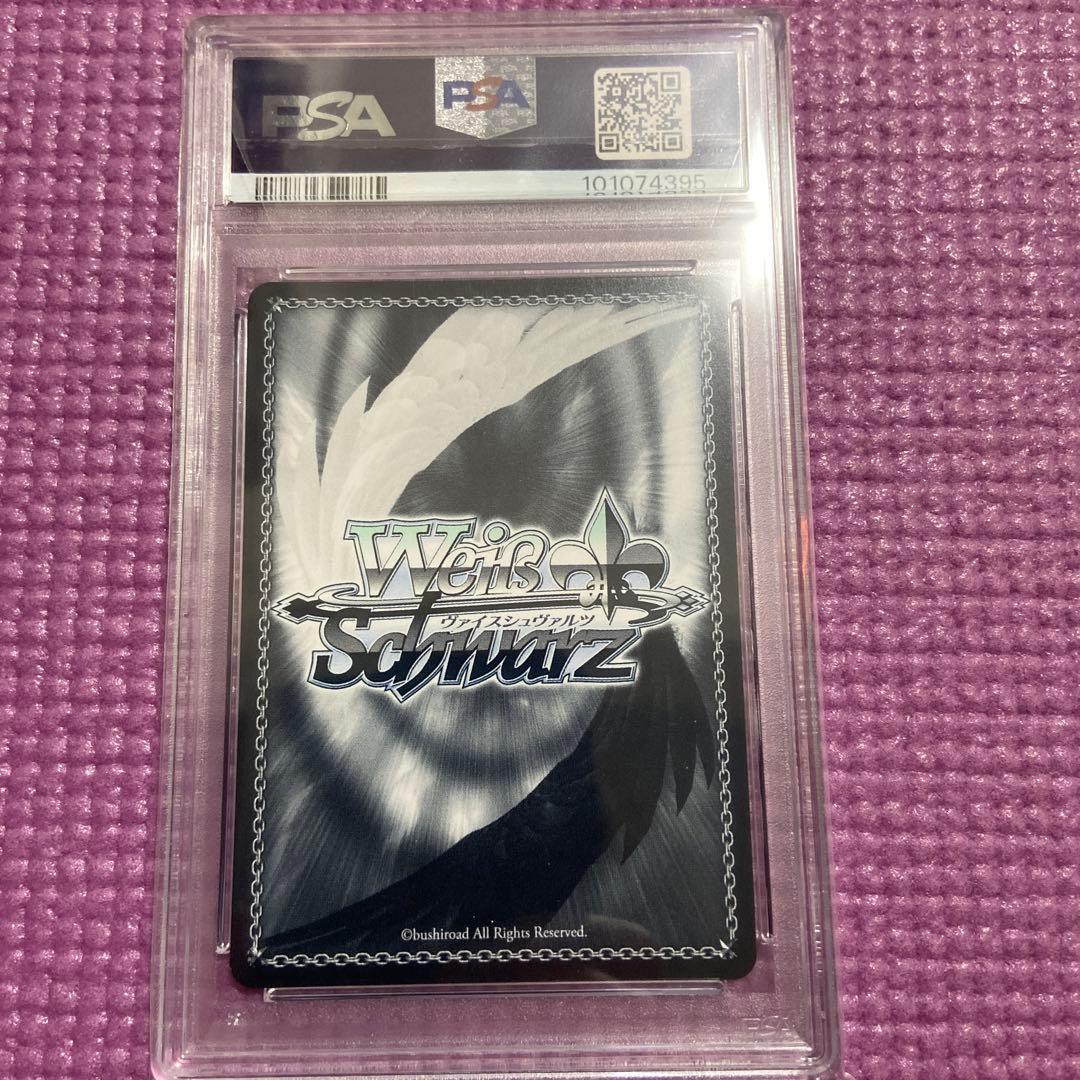 PSA
PSA
101074395
Weiß
ヴァイスシュヴァルツ
Schwarz
©bushiroad All Rights Reserved.
PSA